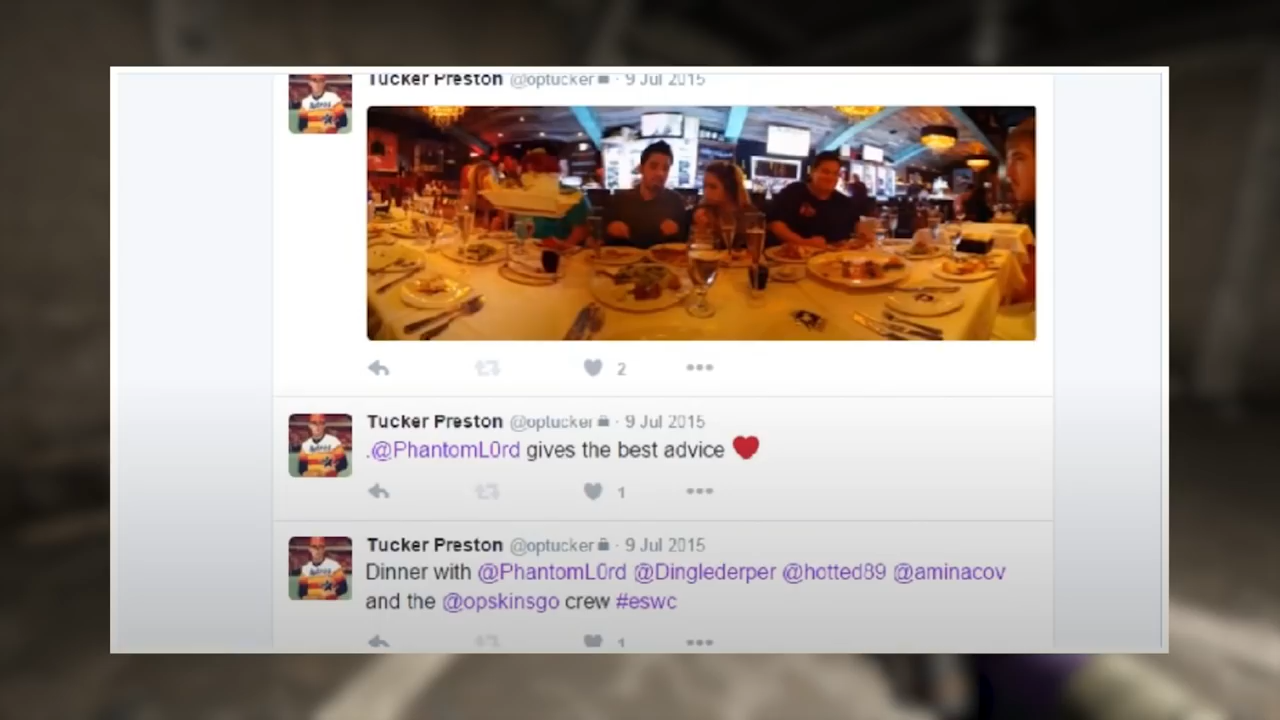 Tucker Preston @optucker · 9 Jul 2015
2
Tucker Preston @optucker · 9 Jul 2015
.@PhantomL0rd gives the best advice ❤
1
Tucker Preston @optucker · 9 Jul 2015
Dinner with @PhantomL0rd @Dinglederper @hotted89 @aminacov
and the @opskinsgo crew #eswc
1